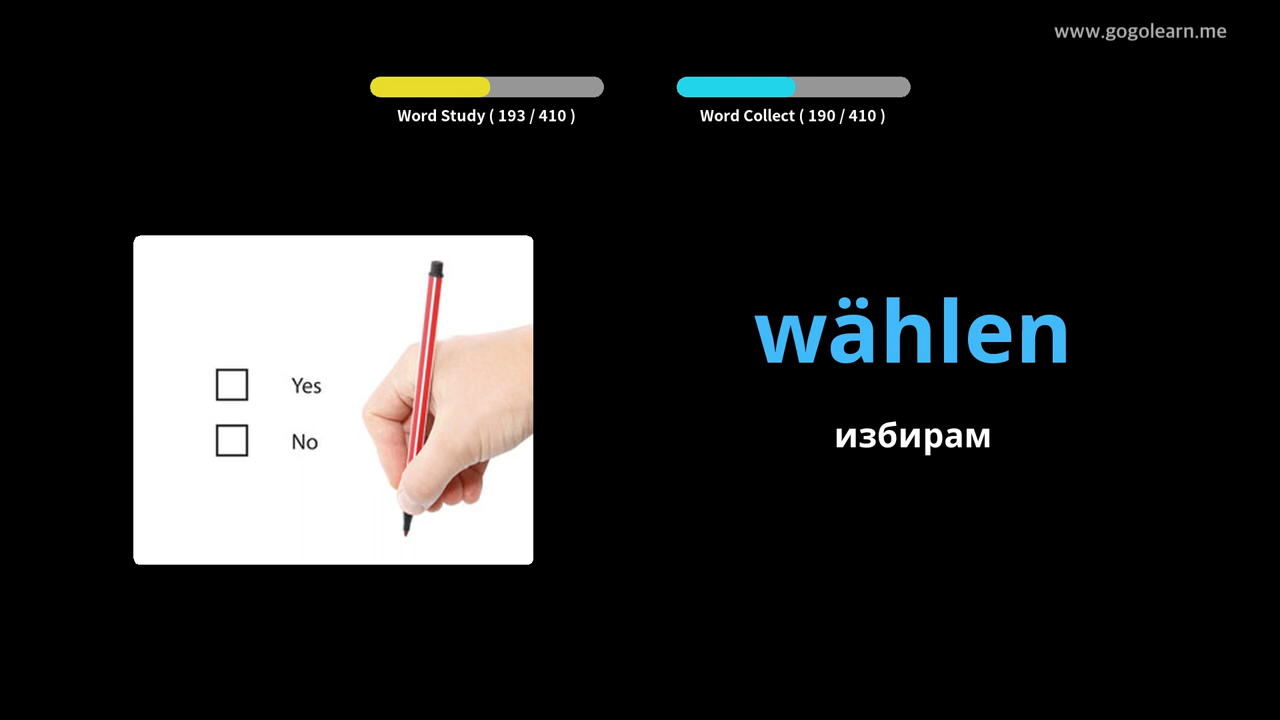 www.gogolearn.me
Word Study ( 193 / 410 )
Word Collect ( 190 / 410 )
Yes
No
wählen
избирам